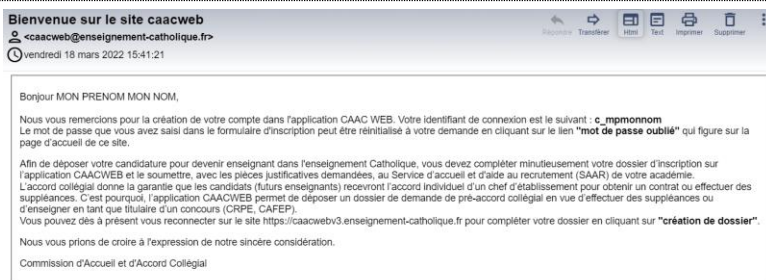 Bienvenue sur le site caacweb
<caacweb@enseignement-catholique.fr>
vendredi 18 mars 2022 15:41:21
Répondre Transférer Html Text Imprimer Supprimer
Bonjour MON PRENOM MON NOM,
Nous vous remercions pour la création de votre compte dans l'application CAAC WEB. Votre identifiant de connexion est le suivant : c_mpmonnom
Le mot de passe que vous avez saisi dans le formulaire d'inscription peut être réinitialisé à votre demande en cliquant sur le lien "mot de passe oublié" qui figure sur la
page d'accueil de ce site.
Afin de déposer votre candidature pour devenir enseignant dans l'enseignement Catholique, vous devez compléter minutieusement votre dossier d'inscription sur
l'application CAACWEB et le soumettre, avec les pièces justificatives demandées, au Service d'accueil et d'aide au recrutement (SAAR) de votre académie.
L'accord collégial donne la garantie que les candidats (futurs enseignants) recevront l'accord individuel d'un chef d'établissement pour obtenir un contrat ou effectuer des
suppléances. C'est pourquoi, l'application CAACWEB permet de déposer un dossier de demande de pré-accord collégial en vue d'effectuer des suppléances ou
d'enseigner en tant que titulaire d'un concours (CRPE, CAFEP).
Vous pouvez dès à présent vous reconnecter sur le site https://caacwebv3.enseignement-catholique.fr pour compléter votre dossier en cliquant sur "création de dossier".
Nous vous prions de croire à l'expression de notre sincère considération.
Commission d'Accueil et d'Accord Collégial